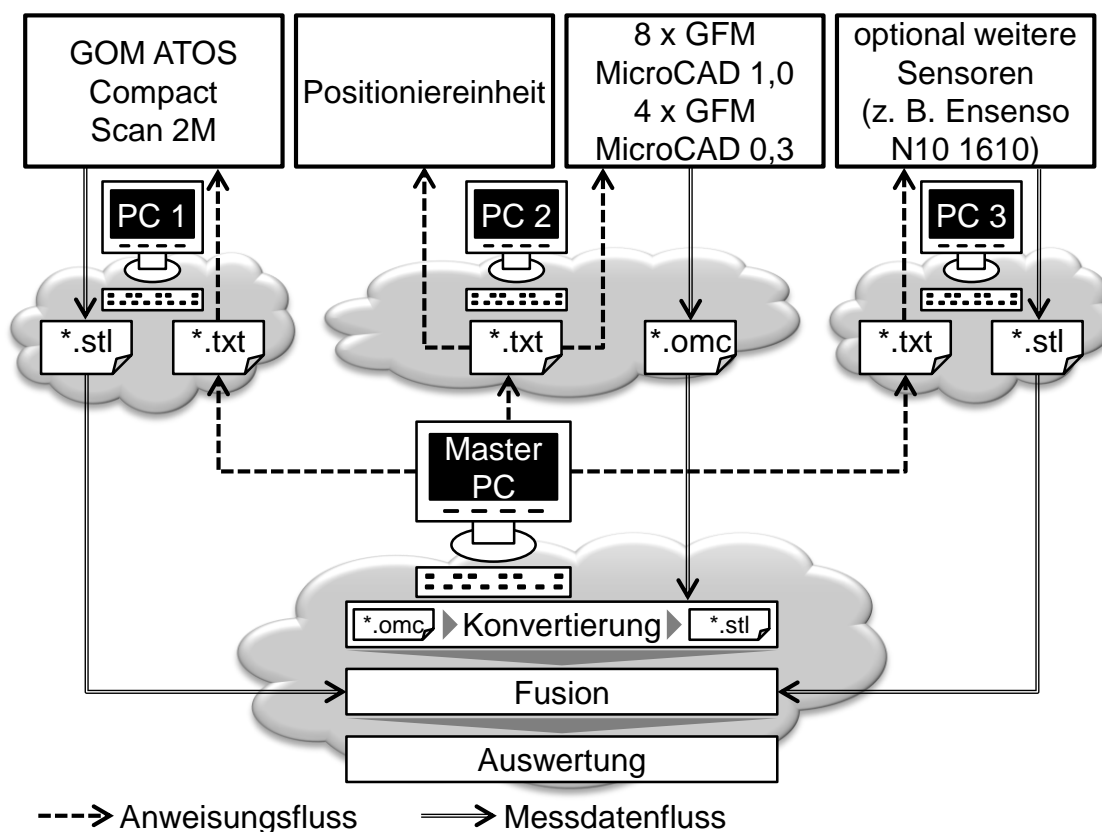 GOM ATOS
Compact
Scan 2M
Positioniereinheit
8 x GFM
MicroCAD 1,0
4 x GFM
MicroCAD 0,3
optional weitere
Sensoren
(z. B. Ensenso
N10 1610)
PC 1
PC 2
PC 3
*.stl
*.txt
*.txt
*.omc
*.txt
*.stl
Master
PC
*.omc Konvertierung *.stl
Fusion
Auswertung
Anweisungsfluss
Messdatenfluss